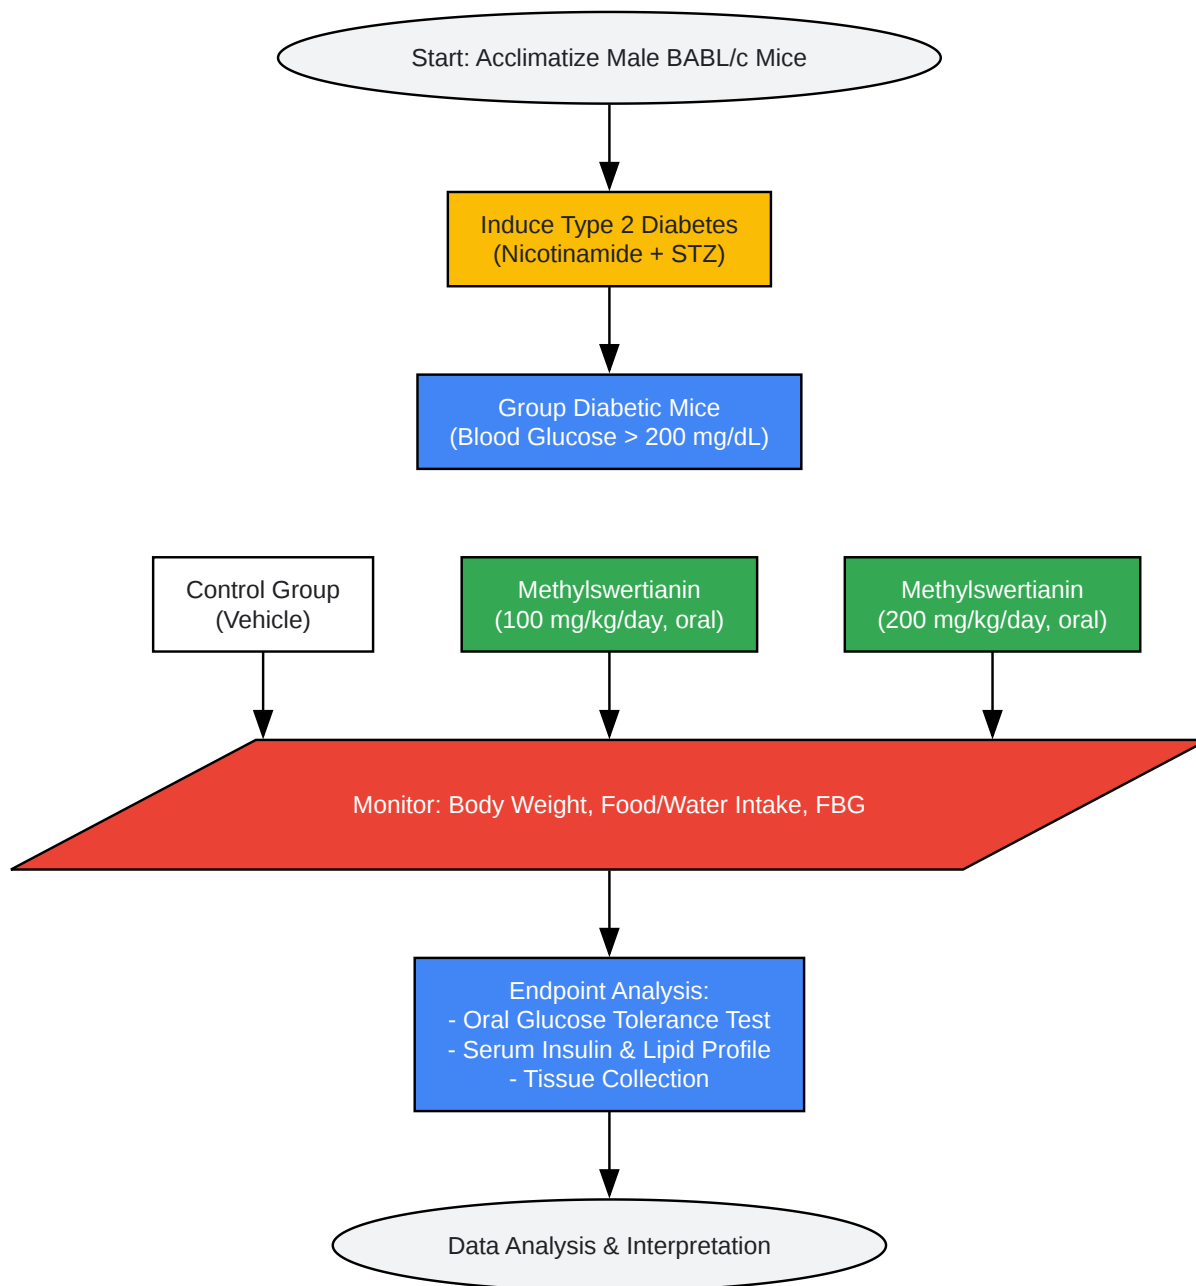 Start: Acclimatize Male BABL/c Mice
Induce Type 2 Diabetes
(Nicotinamide + STZ)
Group Diabetic Mice
(Blood Glucose > 200 mg/dL)
Control Group
(Vehicle)
Methylswertianin
(100 mg/kg/day, oral)
Methylswertianin
(200 mg/kg/day, oral)
Monitor: Body Weight, Food/Water Intake, FBG
Endpoint Analysis:
- Oral Glucose Tolerance Test
- Serum Insulin & Lipid Profile
- Tissue Collection
Data Analysis & Interpretation